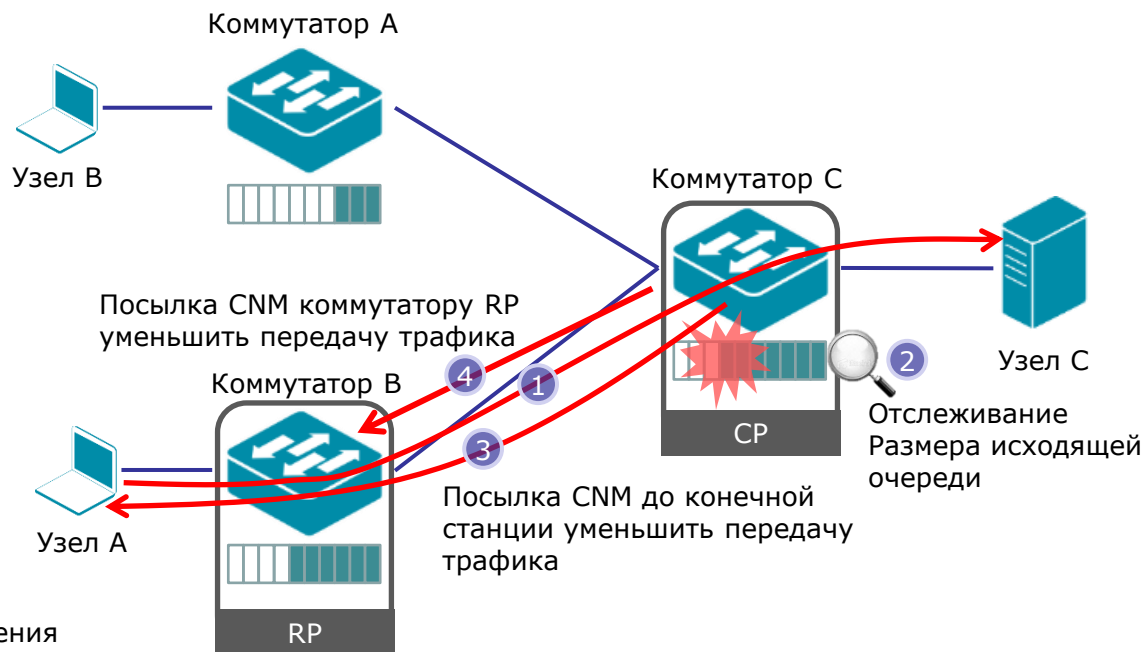 Коммутатор A
Узел B
Коммутатор C
Посылка CNM коммутатору RP
уменьшить передачу трафика
4
1
2
Узел C
Коммутатор B
CP
Отслеживание
Размера исходящей
очереди
3
Посылка CNM до конечной
станции уменьшить передачу
трафика
Узел A
ения
RP